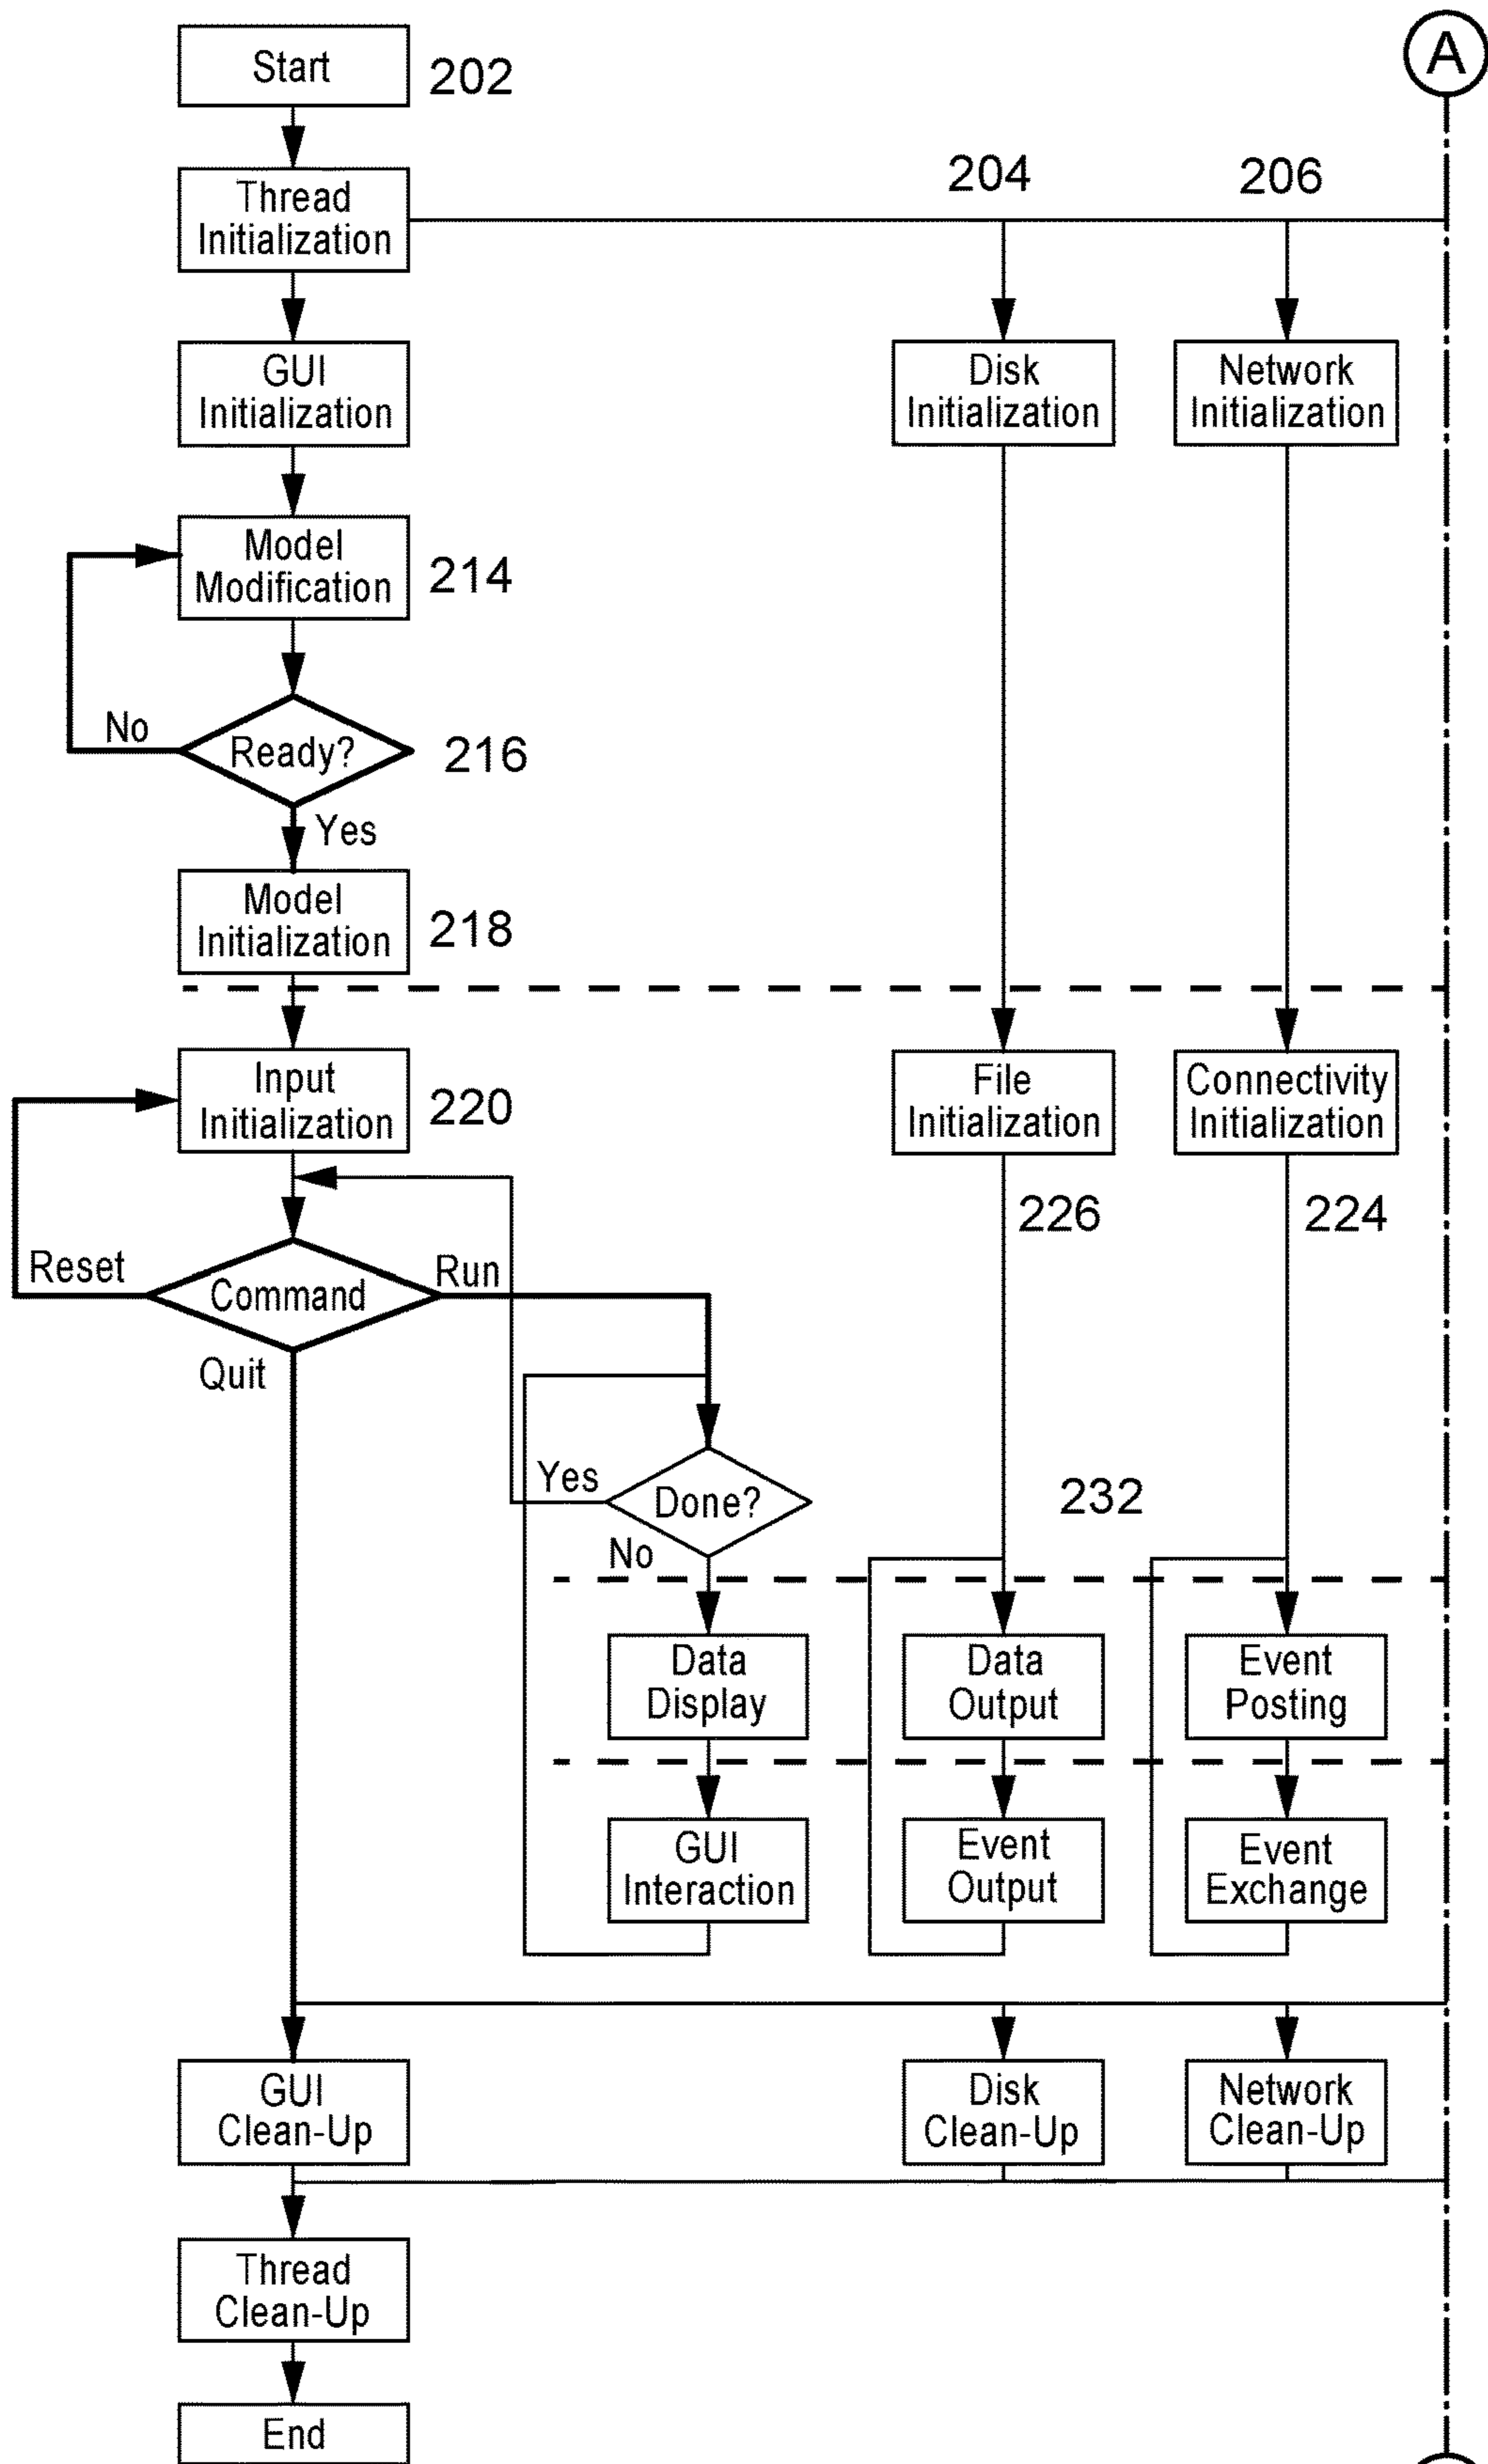 A
Start
202
204
206
Thread
Initialization
GUI
Initialization
Disk
Initialization
Network
Initialization
Model
Modification
214
No
Ready?
216
Yes
Model
Initialization
218
Input
Initialization
220
File
Initialization
Connectivity
Initialization
226
224
Reset
Command
Run
Quit
Yes
Done?
No
232
Data
Display
Data
Output
Event
Posting
GUI
Interaction
Event
Output
Event
Exchange
GUI
Clean-Up
Disk
Clean-Up
Network
Clean-Up
Thread
Clean-Up
End